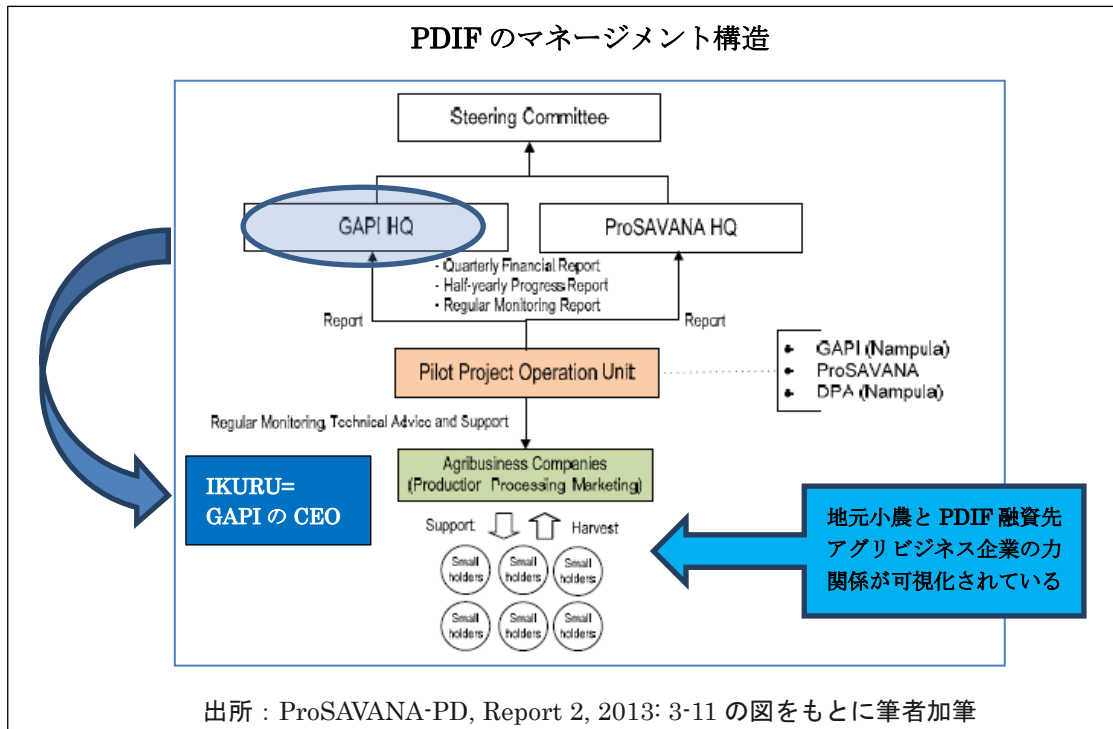 PDIF のマネージメント構造
Steering Committee
GAPI HQ
ProSAVANA HQ
- Quarterly Financial Report
- Half-yearly Progress Report
- Regular Monitoring Report
Report
Report
Pilot Project Operation Unit
• GAPI (Nampula)
• ProSAVANA
• DPA (Nampula)
Regular Monitoring, Technical Advice and Support
Agribusiness Companies
(Production Processing Marketing)
IKURU=
GAPI の CEO
Support
Harvest
地元小農と PDIF 融資先
アグリビジネス企業の力
関係が可視化されている
Small holders
Small holders
Small holders
Small holders
Small holders
Small holders
出所：ProSAVANA-PD, Report 2, 2013: 3-11 の図をもとに筆者加筆